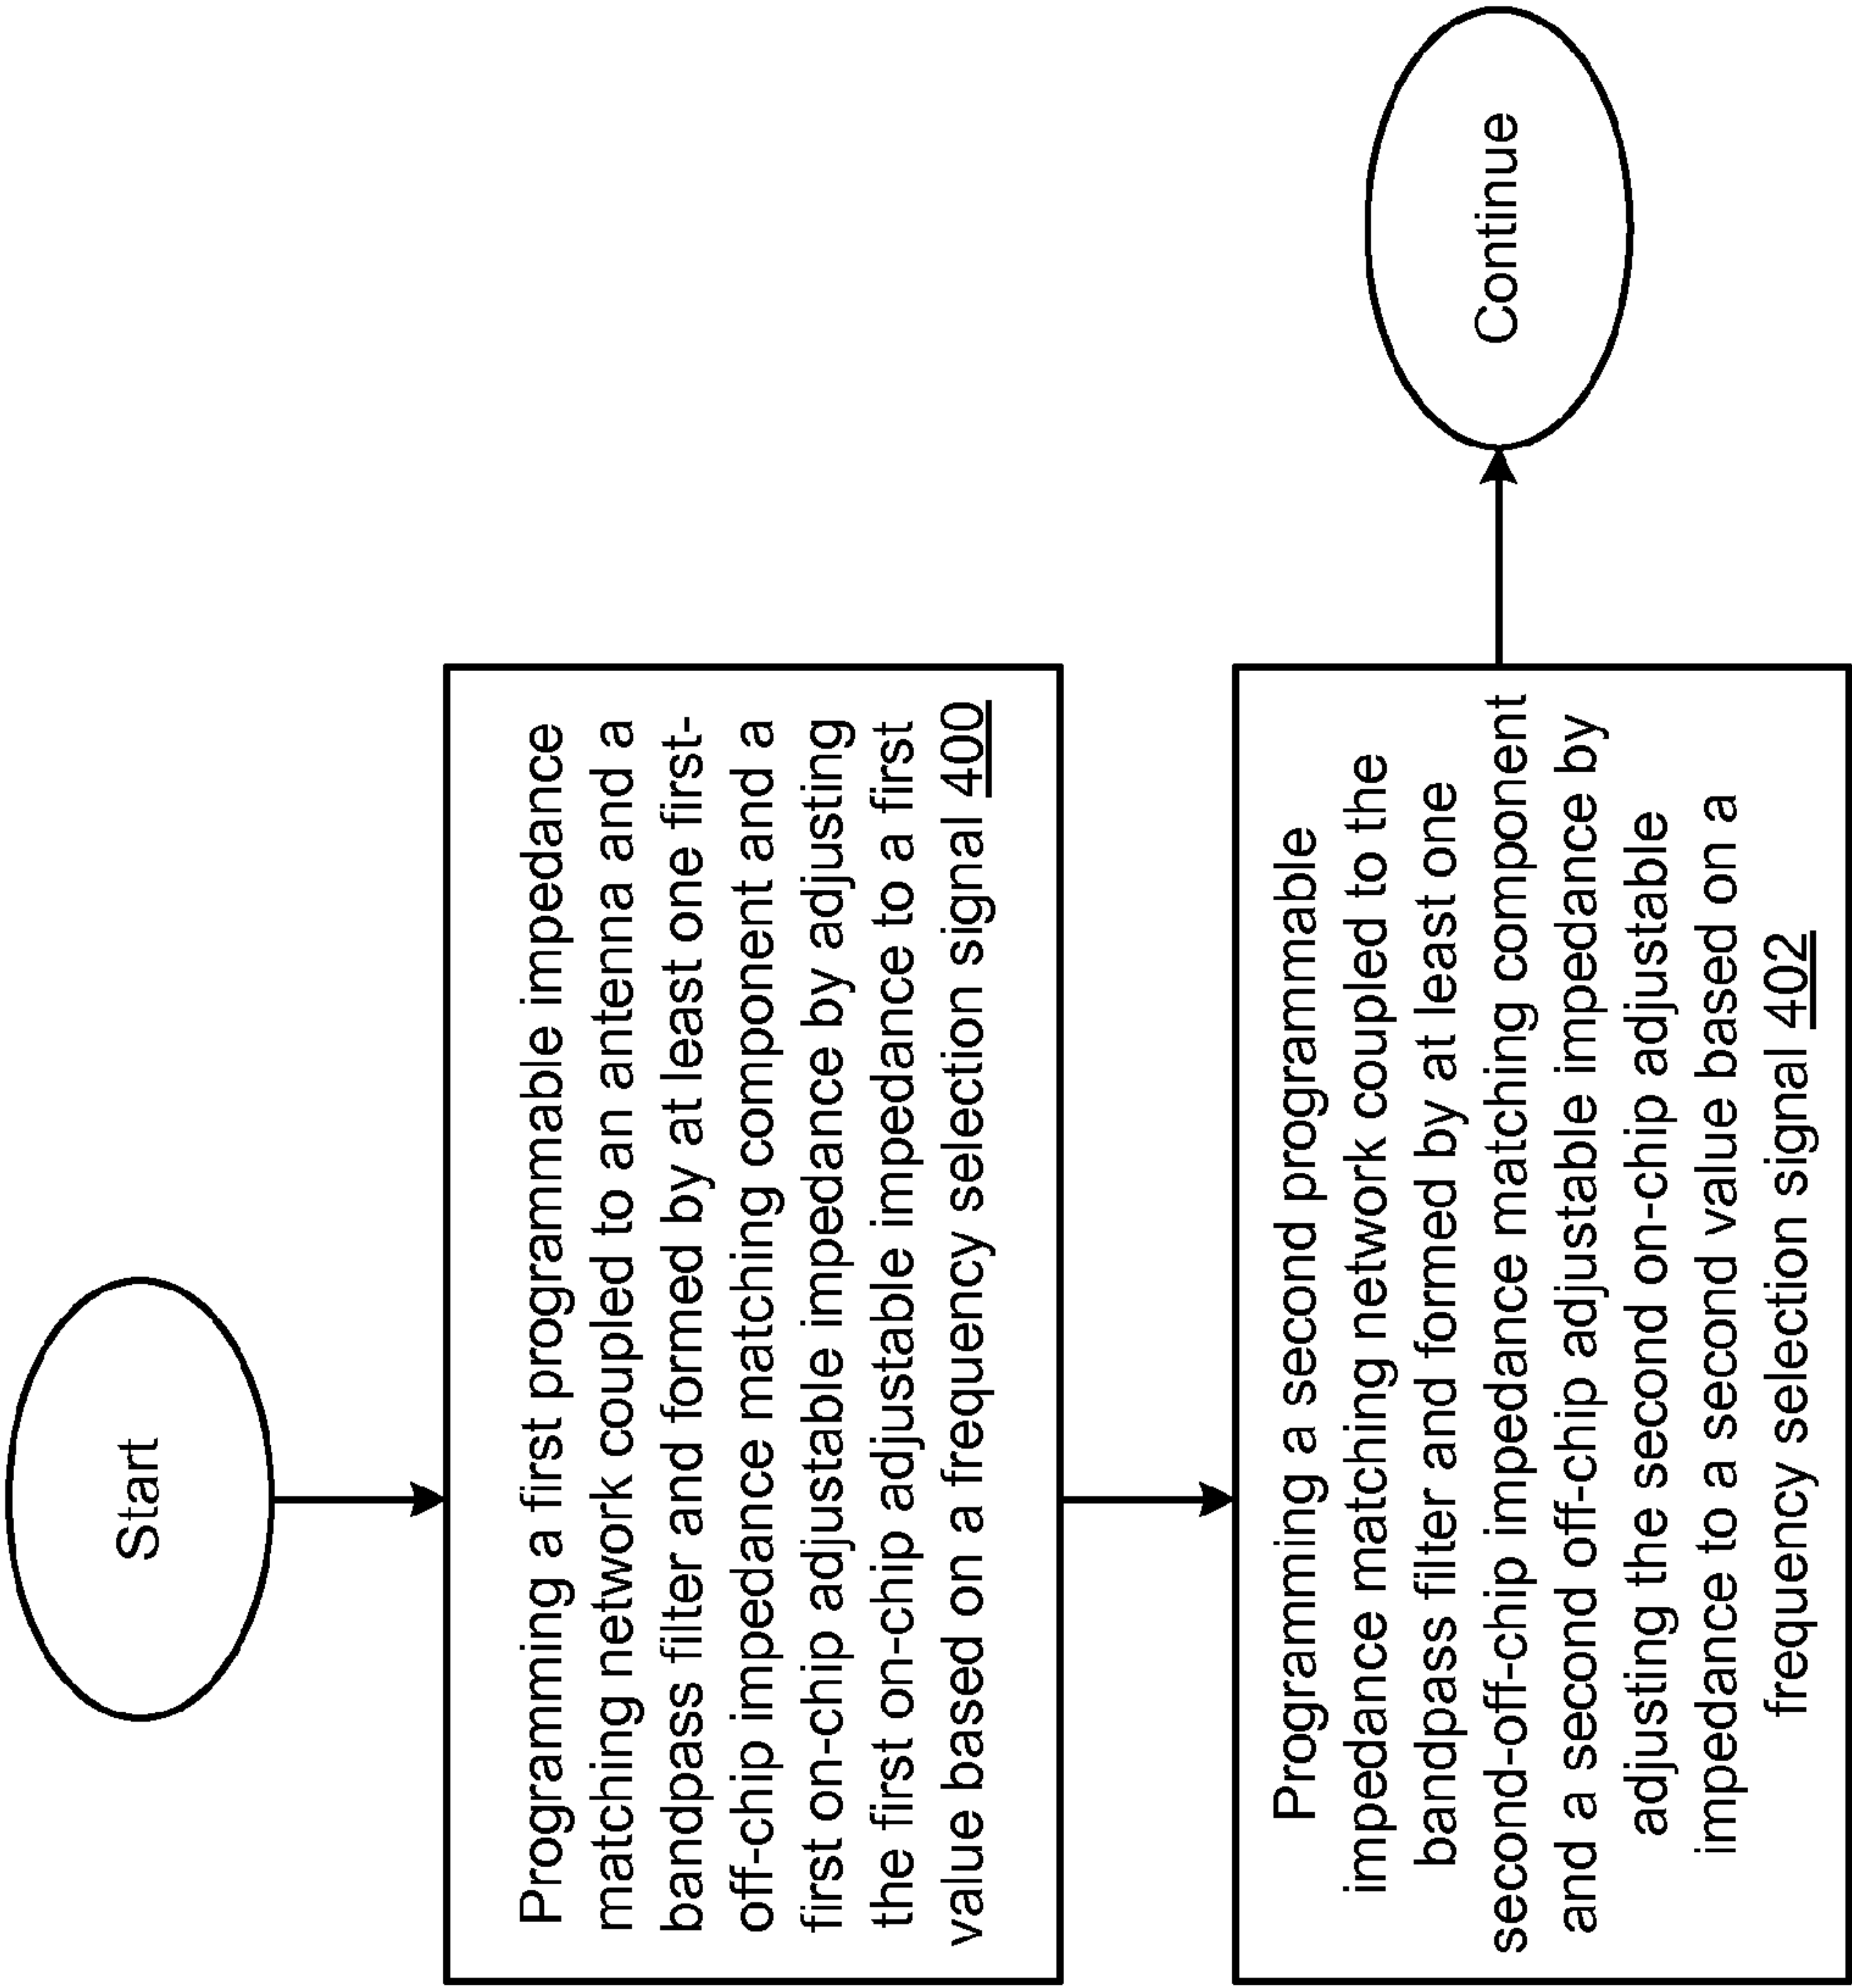 Start
Programming a first programmable impedance
matching network coupled to an antenna and a
bandpass filter and formed by at least one first-
off-chip impedance matching component and a
first on-chip adjustable impedance by adjusting
the first on-chip adjustable impedance to a first
value based on a frequency selection signal 400
Programming a second programmable
impedance matching network coupled to the
bandpass filter and formed by at least one
second-off-chip impedance matching component
and a second off-chip adjustable impedance by
adjusting the second on-chip adjustable
impedance to a second value based on a
frequency selection signal 402
Continue